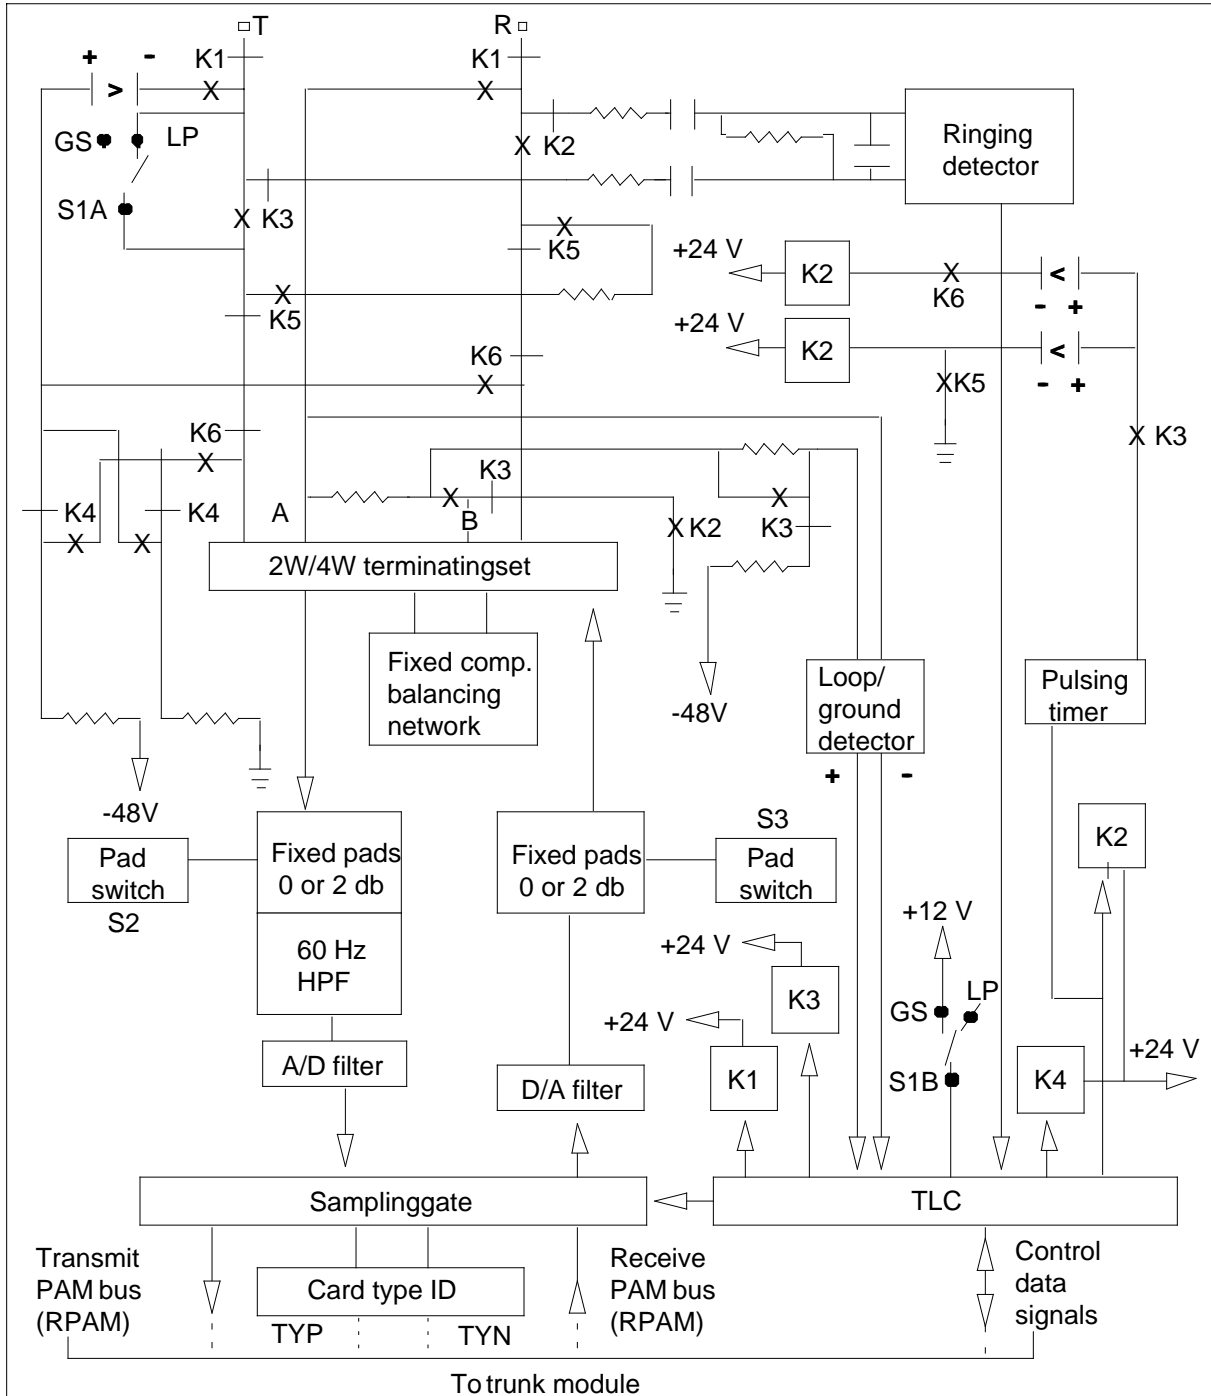 T
R
K1
K1
+ -
>
GS
LP
S1A
K2
K3
Ringing
detector
K5
K5
+24 V
K2
K6
<
- +
+24 V
K2
K5
<
- +
K3
K6
K6
K4
K4
A
K3
B
K2
K3
2W/4W terminatingset
Fixed comp.
balancing
network
-48V
-48V
Loop/
ground
detector
+ -
Pulsing
timer
Pad
switch
S2
Fixed pads
0 or 2 db
60 Hz
HPF
Fixed pads
0 or 2 db
S3
Pad
switch
K2
+12 V
+24 V
K3
GS
LP
+24 V
K1
S1B
K4
+24 V
A/D filter
D/A filter
Samplinggate
TLC
Transmit
PAM bus
(RPAM)
Card type ID
TYP
TYN
Receive
PAM bus
(RPAM)
Control
data
signals
To trunk module